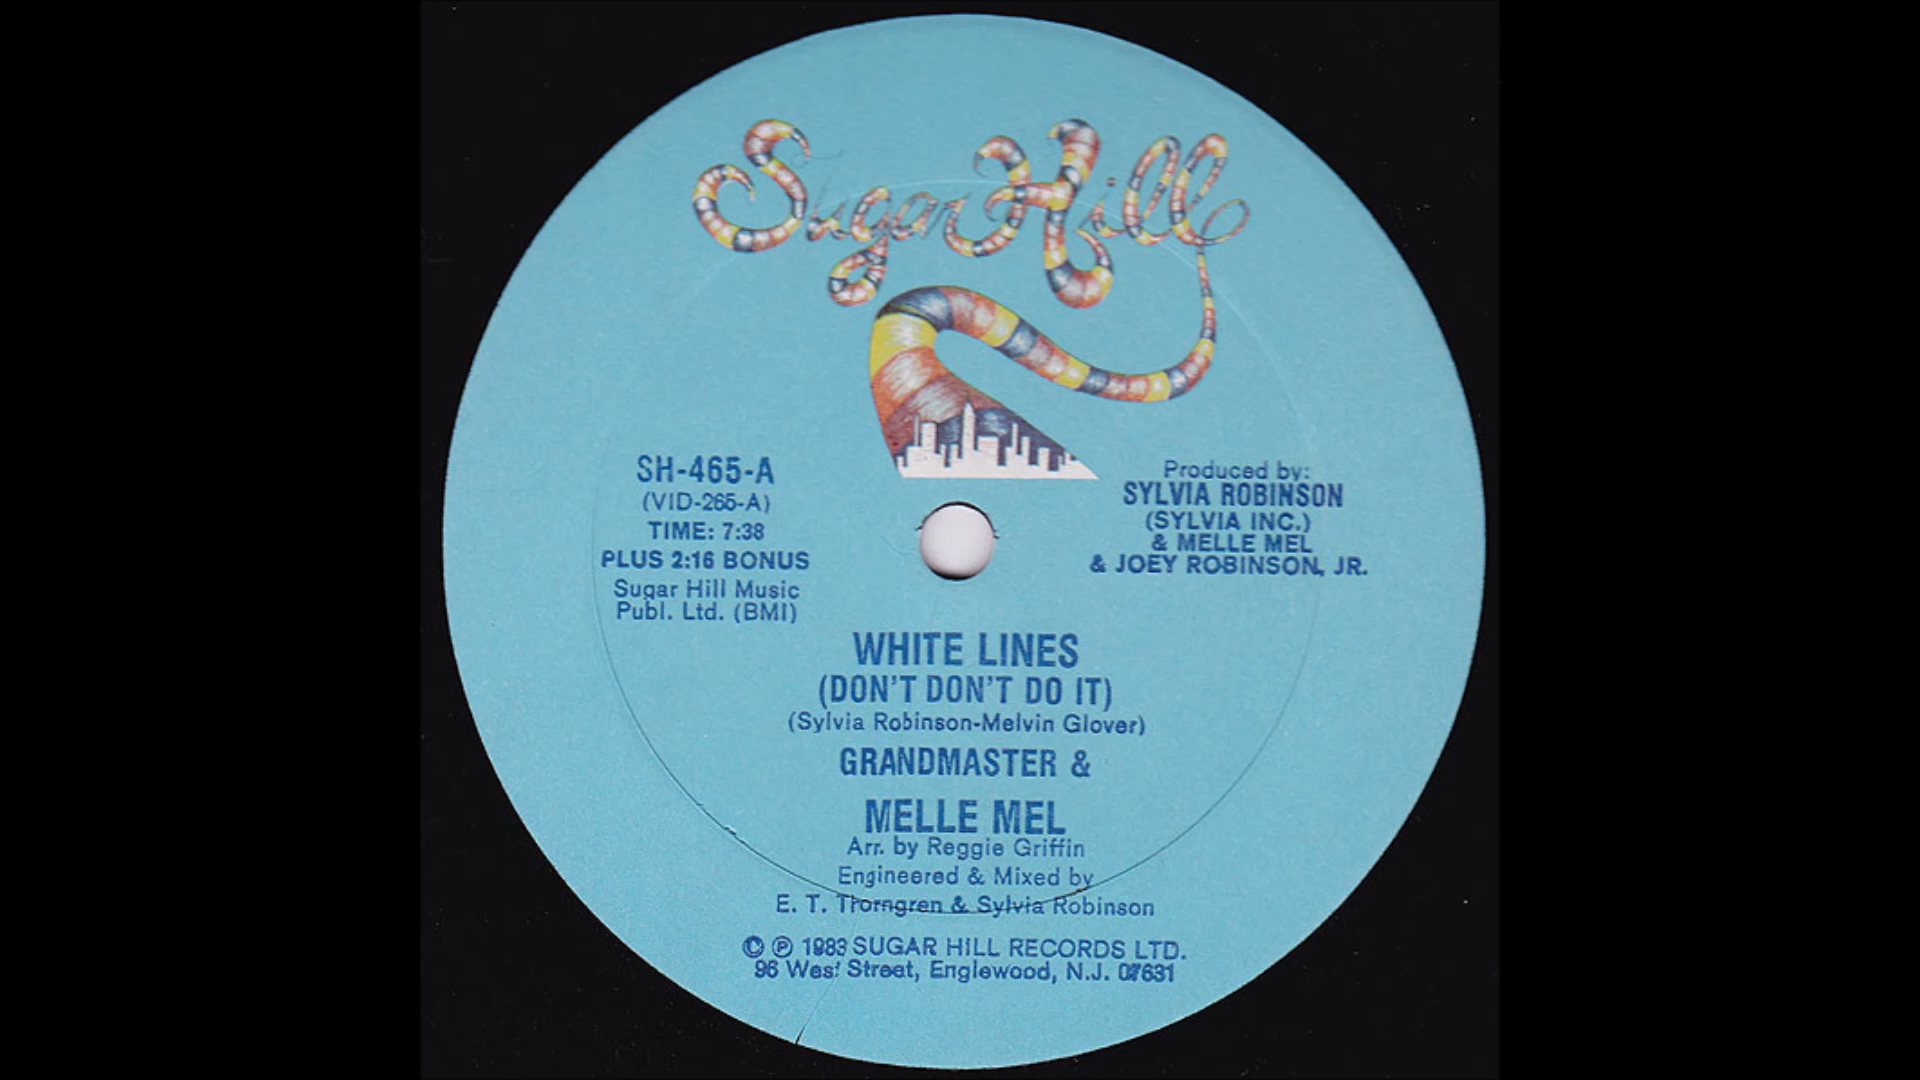 Sugar Hill
SH-465-A
(VID-265-A)
TIME: 7:38
PLUS 2:16 BONUS
Sugar Hill Music
Publ. Ltd. (BMI)
Produced by:
SYLVIA ROBINSON
(SYLVIA INC.)
& MELLE MEL
& JOEY ROBINSON, JR.
WHITE LINES
(DON'T DON'T DO IT)
(Sylvia Robinson-Melvin Glover)
GRANDMASTER &
MELLE MEL
Arr. by Reggie Griffin
Engineered & Mixed by
E. T. Thorngren & Sylvia Robinson
© ℗ 1983 SUGAR HILL RECORDS LTD.
96 West Street, Englewood, N.J. 07631